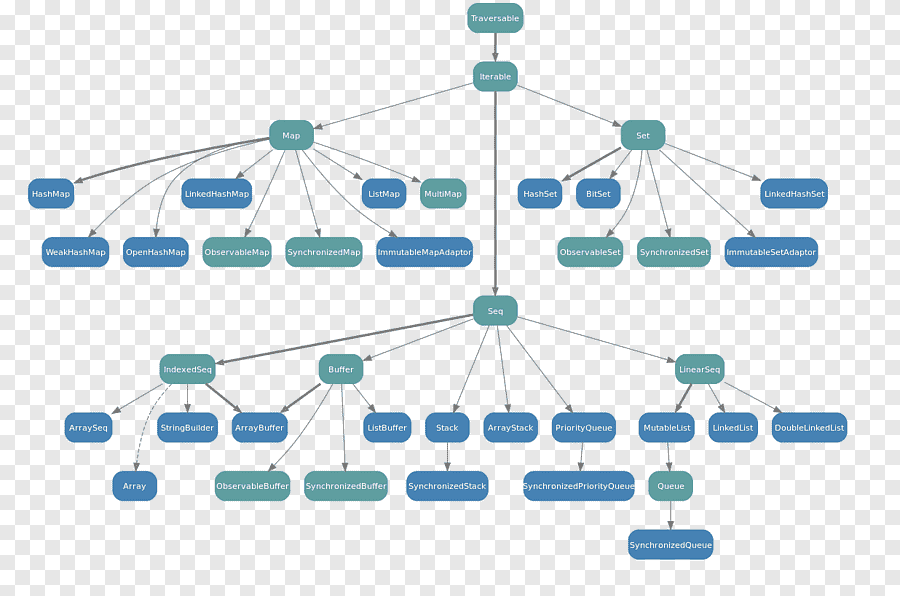 Traversable
Iterable
Map
Set
HashMap
LinkedHashMap
ListMap
MultiMap
HashSet
BitSet
LinkedHashSet
WeakHashMap
OpenHashMap
ObservableMap
SynchronizedMap
ImmutableMapAdaptor
ObservableSet
SynchronizedSet
ImmutableSetAdaptor
Seq
IndexedSeq
Buffer
LinearSeq
ArraySeq
StringBuilder
ArrayBuffer
ListBuffer
Stack
ArrayStack
PriorityQueue
MutableList
LinkedList
DoubleLinkedList
Array
ObservableBuffer
SynchronizedBuffer
SynchronizedStack
SynchronizedPriorityQueue
Queue
SynchronizedQueue